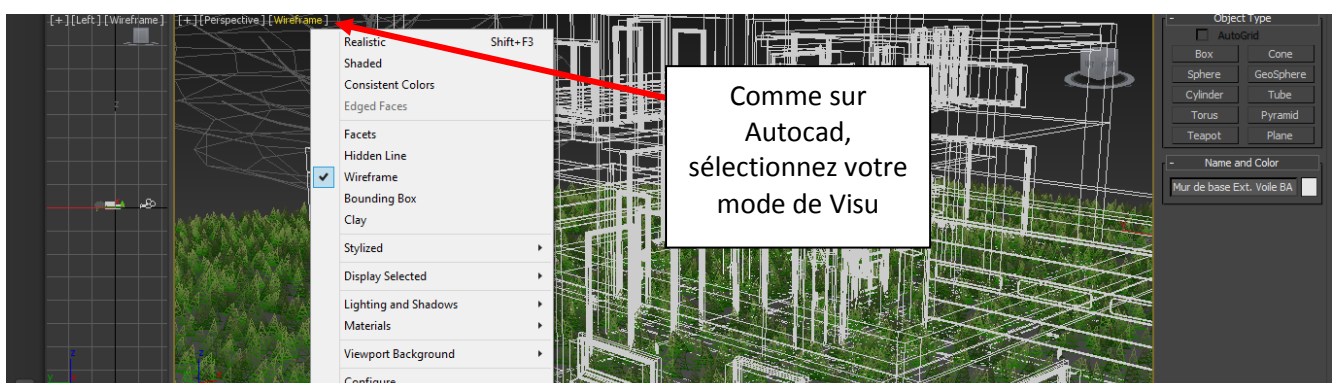 [+] [Left ] [Wireframe ]
[+] [Perspective ] [Wireframe ]
Realistic Shift+F3
Shaded
Consistent Colors
Edged Faces
Facets
Hidden Line
Wireframe
Bounding Box
Clay
Stylized
Display Selected
Lighting and Shadows
Materials
Viewport Background
Configure...
Comme sur
Autocad,
sélectionnez votre
mode de Visu
- Object Type
AutoGrid
Box Cone
Sphere GeoSphere
Cylinder Tube
Torus Pyramid
Teapot Plane
- Name and Color
Mur de base Ext. Voile BA
z
z